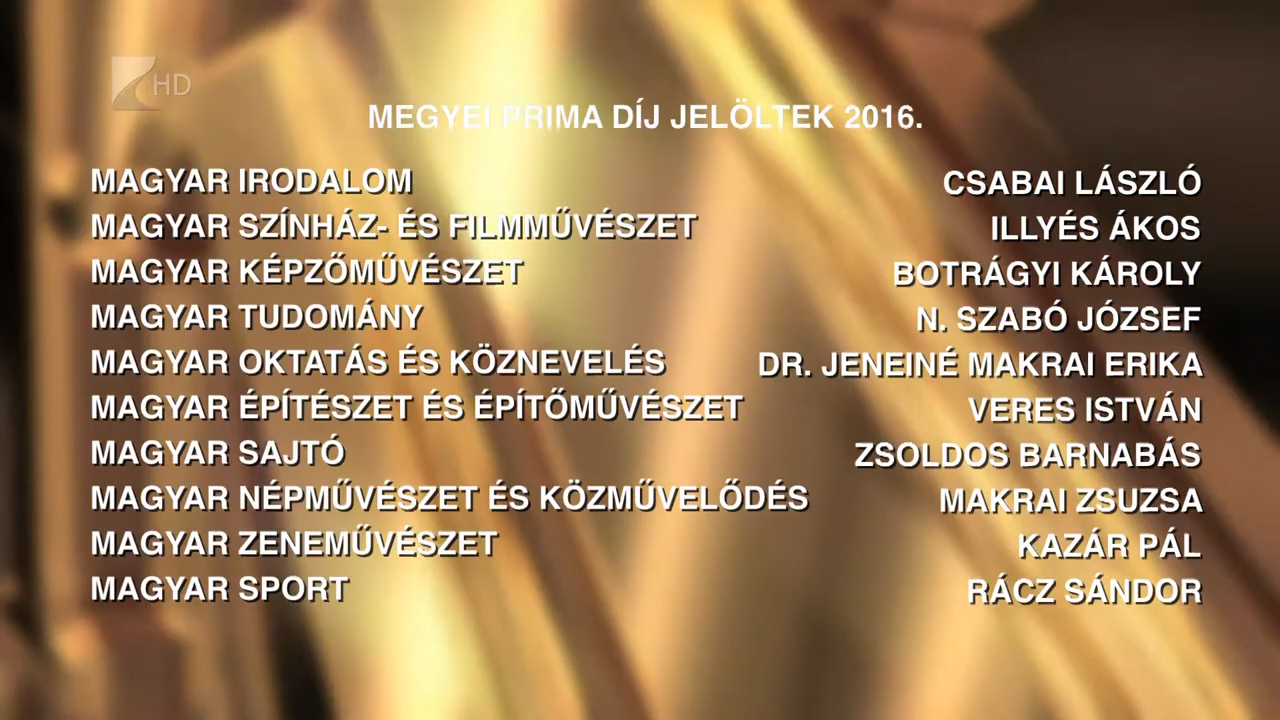 HD
MEGYEI PRIMA DÍJ JELÖLTEK 2016.
MAGYAR IRODALOM CSABAI LÁSZLÓ
MAGYAR SZÍNHÁZ- ÉS FILMMŰVÉSZET ILLYÉS ÁKOS
MAGYAR KÉPZŐMŰVÉSZET BOTRÁGYI KÁROLY
MAGYAR TUDOMÁNY N. SZABÓ JÓZSEF
MAGYAR OKTATÁS ÉS KÖZNEVELÉS DR. JENEINÉ MAKRAI ERIKA
MAGYAR ÉPÍTÉSZET ÉS ÉPÍTŐMŰVÉSZET VERES ISTVÁN
MAGYAR SAJTÓ ZSOLDOS BARNABÁS
MAGYAR NÉPMŰVÉSZET ÉS KÖZMŰVELŐDÉS MAKRAI ZSUZSA
MAGYAR ZENEMŰVÉSZET KAZÁR PÁL
MAGYAR SPORT RÁCZ SÁNDOR